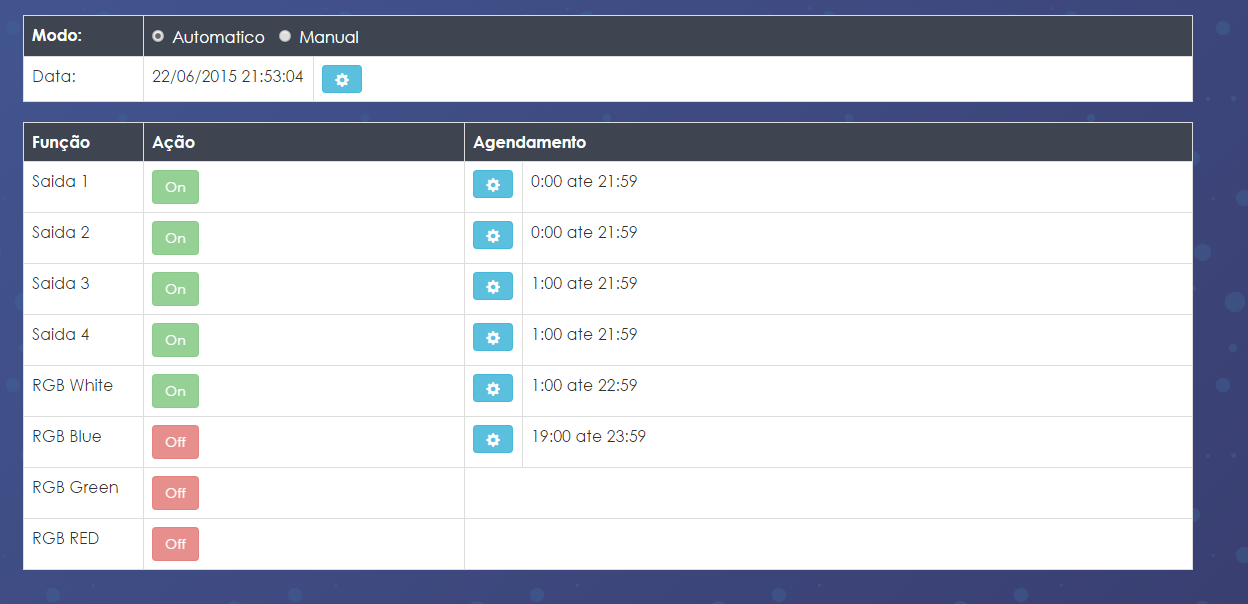 Modo: Automatico Manual
Data: 22/06/2015 21:53:04
Função Ação Agendamento
Saida 1 On 0:00 ate 21:59
Saida 2 On 0:00 ate 21:59
Saida 3 On 1:00 ate 21:59
Saida 4 On 1:00 ate 21:59
RGB White On 1:00 ate 22:59
RGB Blue Off 19:00 ate 23:59
RGB Green Off
RGB RED Off